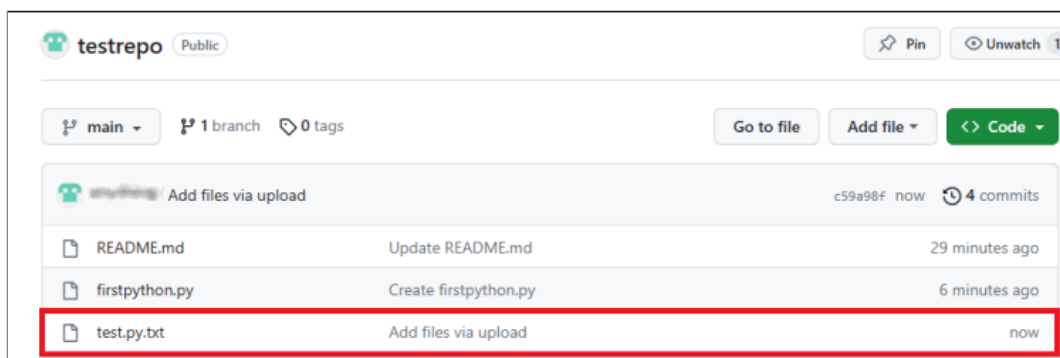 testrepo Public Pin Unwatch 1
main 1 branch 0 tags Go to file Add file <> Code
Add files via upload c59a98f now 4 commits
README.md Update README.md 29 minutes ago
firstpython.py Create firstpython.py 6 minutes ago
test.py.txt Add files via upload now